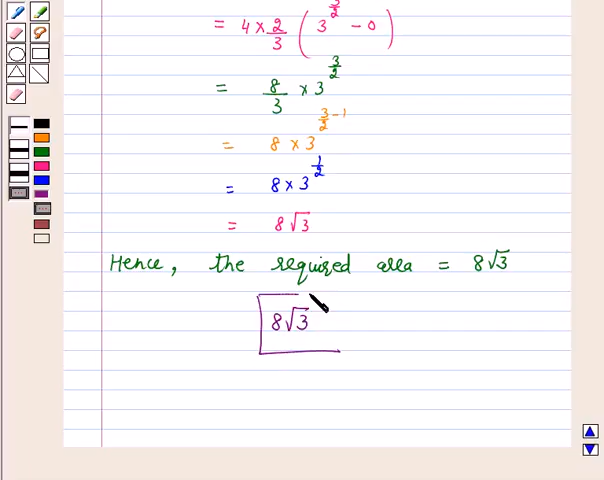 = 4 × 2/3 ( 3^(3/2) − 0 )
= 8/3 × 3^(3/2)
= 8 × 3^(3/2 − 1)
= 8 × 3^(1/2)
= 8√3
Hence, the required area = 8√3
8√3